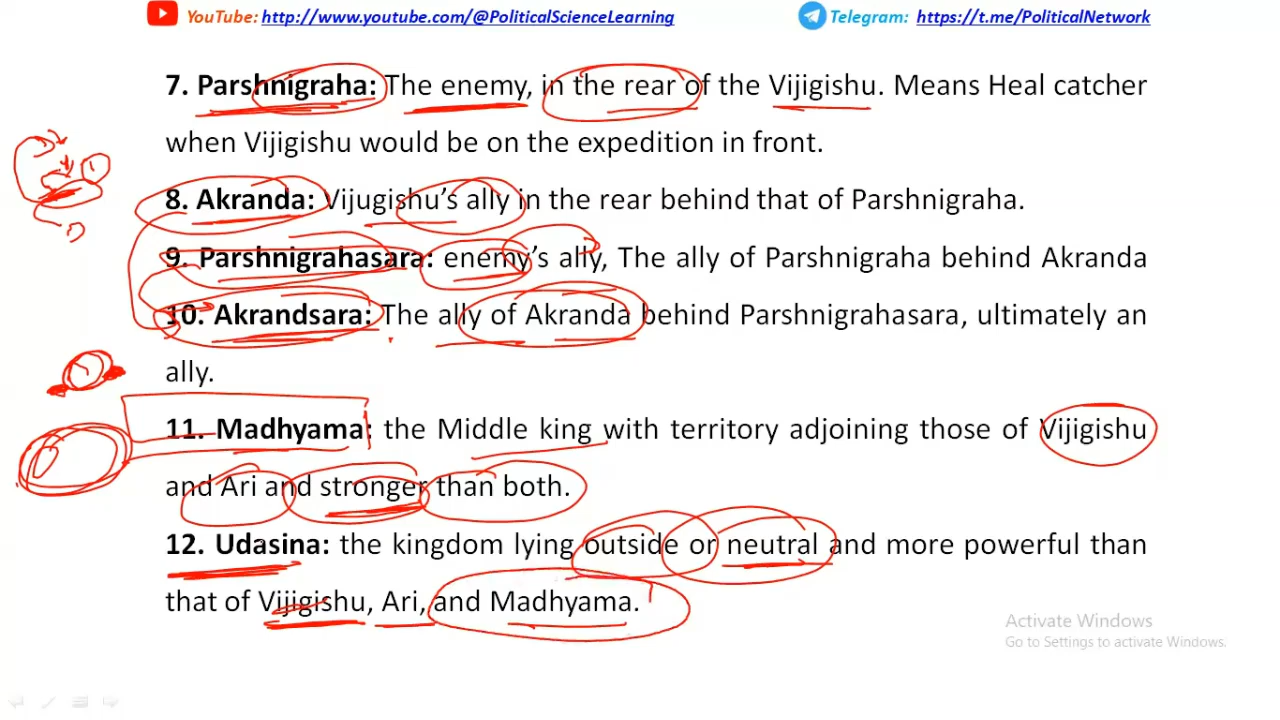 YouTube: http://www.youtube.com/@PoliticalScienceLearning Telegram: https://t.me/PoliticalNetwork
7. Parshnigraha: The enemy, in the rear of the Vijigishu. Means Heal catcher
when Vijigishu would be on the expedition in front.
8. Akranda: Vijugishu’s ally in the rear behind that of Parshnigraha.
9. Parshnigrahasara: enemy’s ally, The ally of Parshnigraha behind Akranda
10. Akrandsara: The ally of Akranda behind Parshnigrahasara, ultimately an
ally.
11. Madhyama: the Middle king with territory adjoining those of Vijigishu
and Ari and stronger than both.
12. Udasina: the kingdom lying outside or neutral and more powerful than
that of Vijigishu, Ari, and Madhyama.
Activate Windows
Go to Settings to activate Windows.